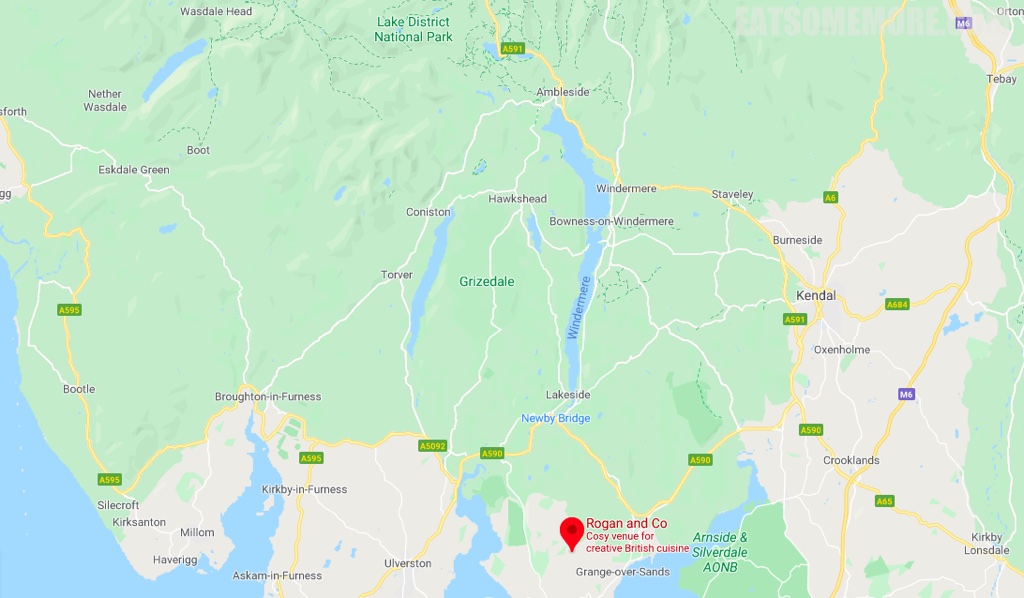 Wasdale Head
Lake District
National Park
EATSOMEMORE
M6
Orton
A591
Tebay
Nether
Wasdale
Ambleside
sforth
Boot
Eskdale Green
gg
Windermere
Staveley
A6
Hawkshead
Coniston
Bowness-on-Windermere
Burneside
Torver
Grizedale
Windermere
Kendal
A595
A684
A591
Oxenholme
Bootle
Broughton-in-Furness
Lakeside
M6
Newby Bridge
A590
A5092
A590
A595
A590
Crooklands
A595
Kirkby-in-Furness
A65
Silecroft
Kirksanton
Millom
Rogan and Co
Cosy venue for
creative British cuisine
Arnside &
Silverdale
AONB
Kirkby
Lonsdale
Haverigg
Ulverston
Askam-in-Furness
Grange-over-Sands